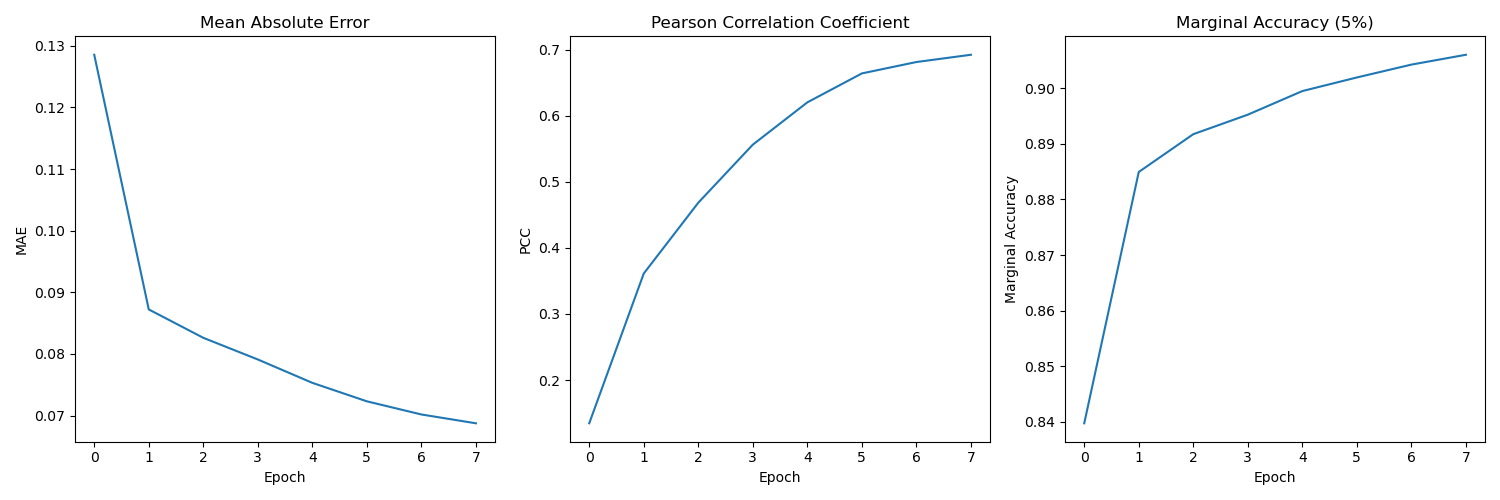 Mean Absolute Error
MAE
0.13
0.12
0.11
0.10
0.09
0.08
0.07
0 1 2 3 4 5 6 7
Epoch
Pearson Correlation Coefficient
PCC
0.7
0.6
0.5
0.4
0.3
0.2
0 1 2 3 4 5 6 7
Epoch
Marginal Accuracy (5%)
Marginal Accuracy
0.90
0.89
0.88
0.87
0.86
0.85
0.84
0 1 2 3 4 5 6 7
Epoch